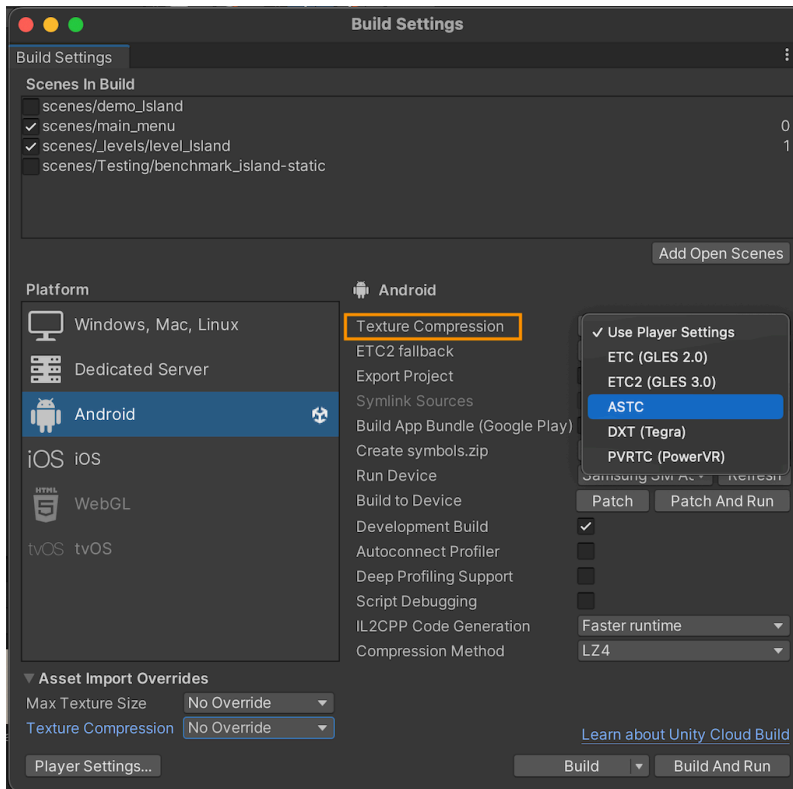 Build Settings
Build Settings
Scenes In Build
scenes/demo_Island
scenes/main_menu 0
scenes/_levels/level_Island 1
scenes/Testing/benchmark_island-static
Add Open Scenes
Platform
Windows, Mac, Linux
Dedicated Server
Android
iOS iOS
HTML WebGL
tvOS tvOS
Android
Texture Compression
ETC2 fallback
Export Project
Symlink Sources
Build App Bundle (Google Play)
Create symbols.zip
Run Device
Refresh
Build to Device Patch Patch And Run
Development Build
Autoconnect Profiler
Deep Profiling Support
Script Debugging
IL2CPP Code Generation Faster runtime
Compression Method LZ4
Use Player Settings
ETC (GLES 2.0)
ETC2 (GLES 3.0)
ASTC
DXT (Tegra)
PVRTC (PowerVR)
Asset Import Overrides
Max Texture Size No Override
Texture Compression No Override
Learn about Unity Cloud Build
Player Settings...
Build
Build And Run